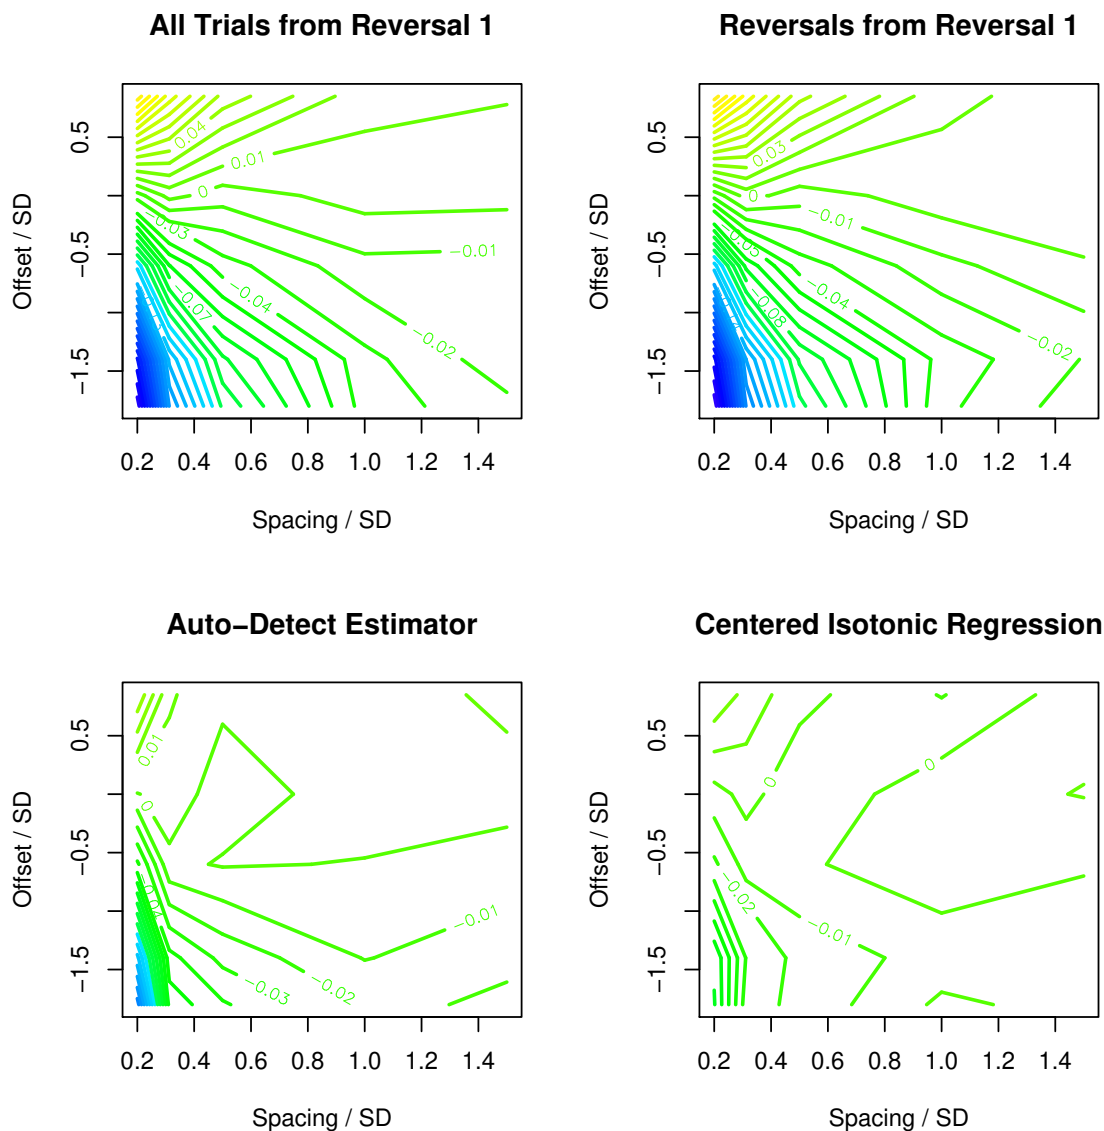 All Trials from Reversal 1
Offset / SD
0.5
−0.5
−1.5
0.04
0.01
0
−0.03
−0.01
−0.04
−0.07
−0.02
0.2 0.4 0.6 0.8 1.0 1.2 1.4
Spacing / SD
Reversals from Reversal 1
Offset / SD
0.5
−0.5
−1.5
0.03
0
−0.01
−0.04
−0.08
−0.02
0.2 0.4 0.6 0.8 1.0 1.2 1.4
Spacing / SD
Auto−Detect Estimator
Offset / SD
0.5
−0.5
−1.5
0.01
0
−0.04
−0.01
−0.02
−0.03
0.2 0.4 0.6 0.8 1.0 1.2 1.4
Spacing / SD
Centered Isotonic Regression
Offset / SD
0.5
−0.5
−1.5
0
0
−0.02
−0.01
0.2 0.4 0.6 0.8 1.0 1.2 1.4
Spacing / SD